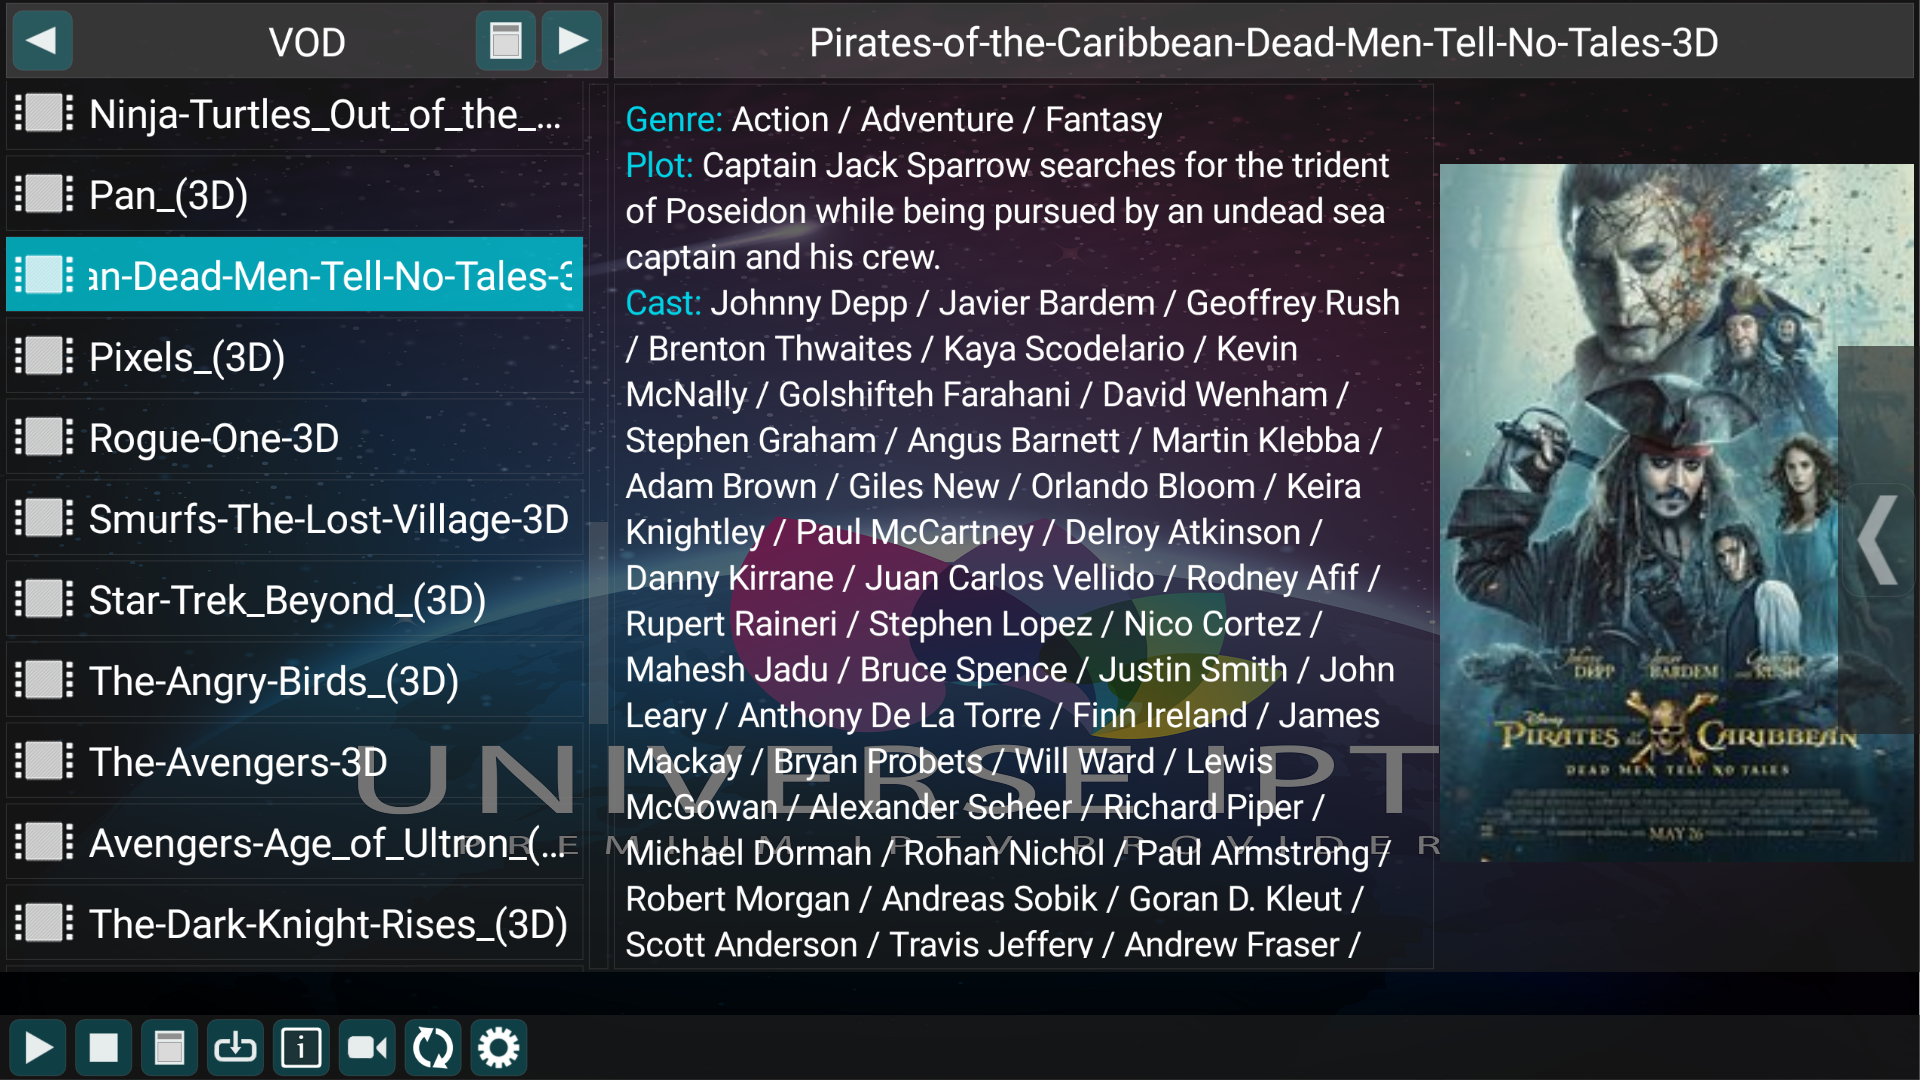 VOD
Pirates-of-the-Caribbean-Dead-Men-Tell-No-Tales-3D
Ninja-Turtles_Out_of_the_...
Pan_(3D)
an-Dead-Men-Tell-No-Tales-3
Pixels_(3D)
Rogue-One-3D
Smurfs-The-Lost-Village-3D
Star-Trek_Beyond_(3D)
The-Angry-Birds_(3D)
The-Avengers-3D
Avengers-Age_of_Ultron_(...
The-Dark-Knight-Rises_(3D)
Genre: Action / Adventure / Fantasy
Plot: Captain Jack Sparrow searches for the trident
of Poseidon while being pursued by an undead sea
captain and his crew.
Cast: Johnny Depp / Javier Bardem / Geoffrey Rush
/ Brenton Thwaites / Kaya Scodelario / Kevin
McNally / Golshifteh Farahani / David Wenham /
Stephen Graham / Angus Barnett / Martin Klebba /
Adam Brown / Giles New / Orlando Bloom / Keira
Knightley / Paul McCartney / Delroy Atkinson /
Danny Kirrane / Juan Carlos Vellido / Rodney Afif /
Rupert Raineri / Stephen Lopez / Nico Cortez /
Mahesh Jadu / Bruce Spence / Justin Smith / John
Leary / Anthony De La Torre / Finn Ireland / James
Mackay / Bryan Probets / Will Ward / Lewis
McGowan / Alexander Scheer / Richard Piper /
Michael Dorman / Rohan Nichol / Paul Armstrong /
Robert Morgan / Andreas Sobik / Goran D. Kleut /
Scott Anderson / Travis Jeffery / Andrew Fraser /
UNIVERSE IPT
PREMIUM IPTV PROVIDER
DEPP BARDEM RUSH
Disney
PIRATES OF THE CARIBBEAN
DEAD MEN TELL NO TALES
MAY 26